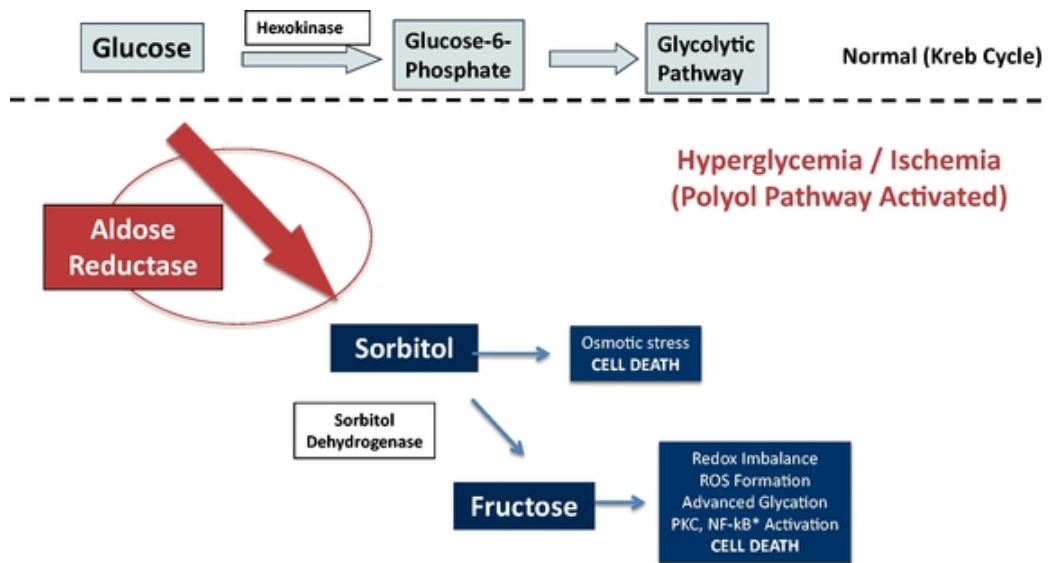 Glucose
Hexokinase
Glucose-6-
Phosphate
Glycolytic
Pathway
Normal (Kreb Cycle)
Hyperglycemia / Ischemia
(Polyol Pathway Activated)
Aldose
Reductase
Sorbitol
Osmotic stress
CELL DEATH
Sorbitol
Dehydrogenase
Fructose
Redox Imbalance
ROS Formation
Advanced Glycation
PKC, NF-kB* Activation
CELL DEATH